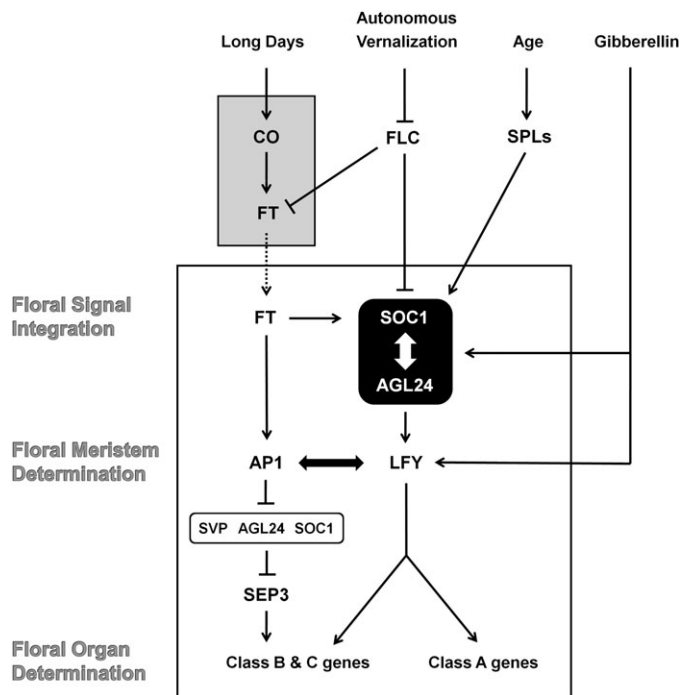 Autonomous
Long Days Vernalization Age Gibberellin
CO FLC SPLs
FT
Floral Signal
Integration
FT SOC1
AGL24
Floral Meristem
Determination
AP1 LFY
SVP AGL24 SOC1
SEP3
Floral Organ
Determination
Class B & C genes Class A genes